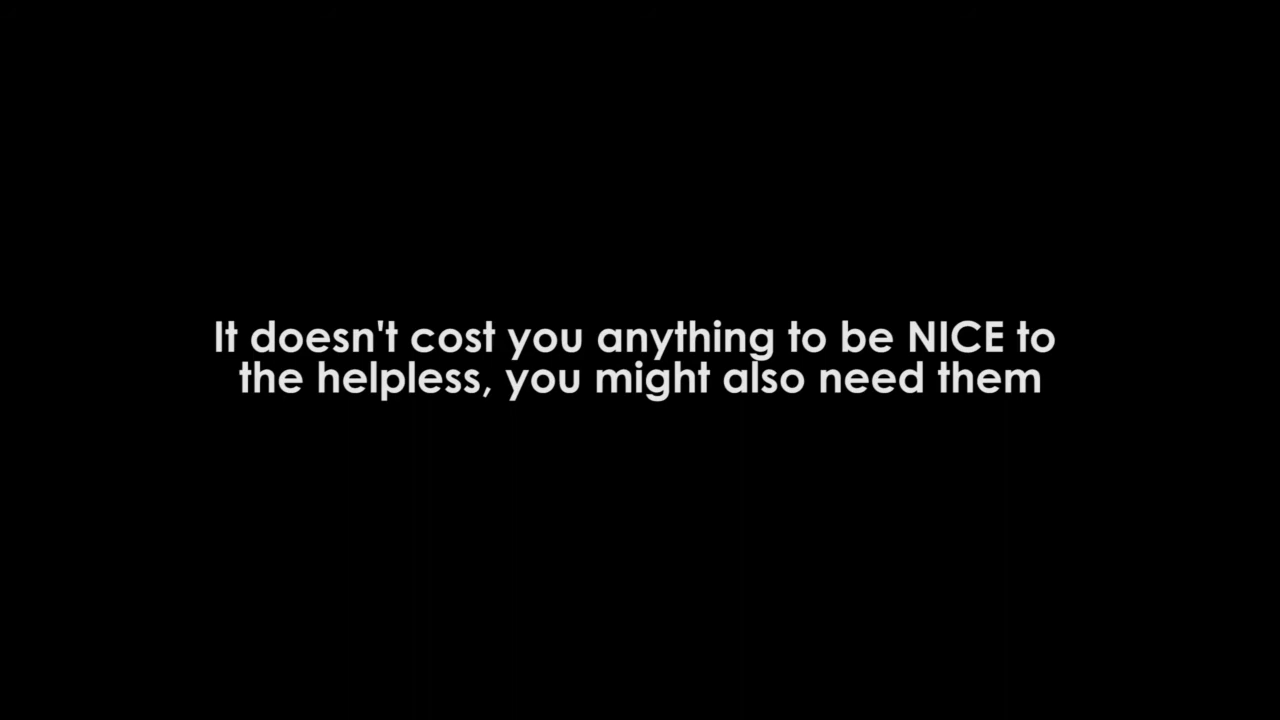 It doesn't cost you anything to be NICE to
the helpless, you might also need them